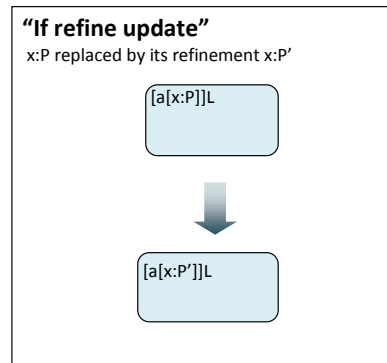 “If refine update”
x:P replaced by its refinement x:P’
[a[x:P]]L
[a[x:P’]]L